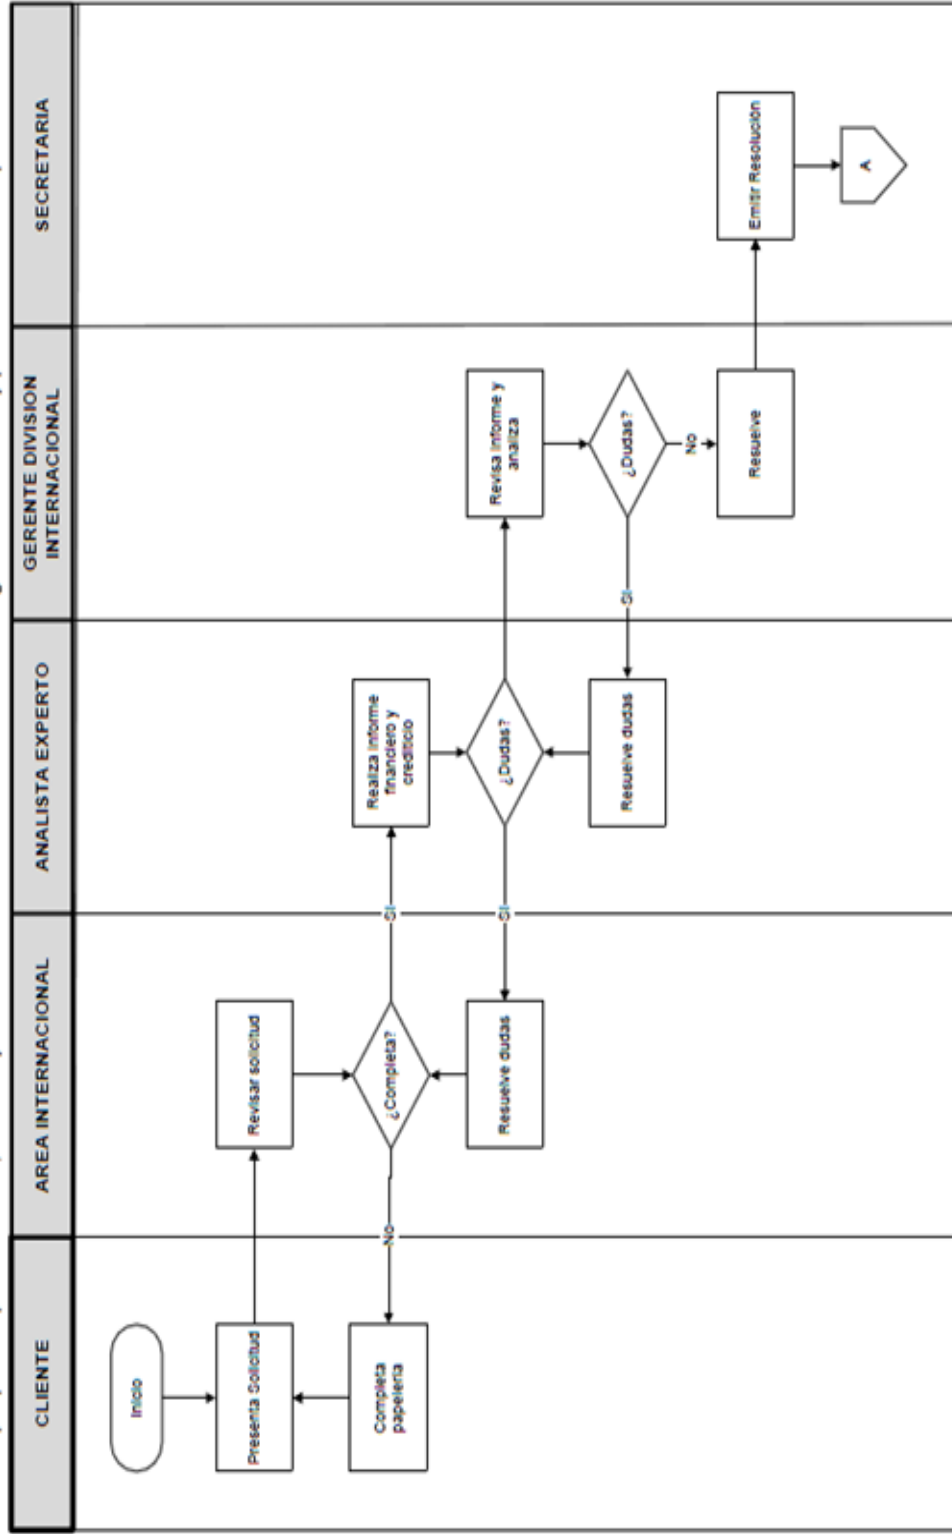 CLIENTE
AREA INTERNACIONAL
ANALISTA EXPERTO
GERENTE DIVISION
INTERNACIONAL
SECRETARIA
Inicio
Presenta Solicitud
Revisar solicitud
Completa
papelería
No
¿Completa?
SI
Realiza Informe
financiero y
crediticio
Resuelve dudas
SI
¿Dudas?
Revisa Informe y
analiza
Resuelve dudas
SI
¿Dudas?
No
Resuelve
Emitir Resolución
A